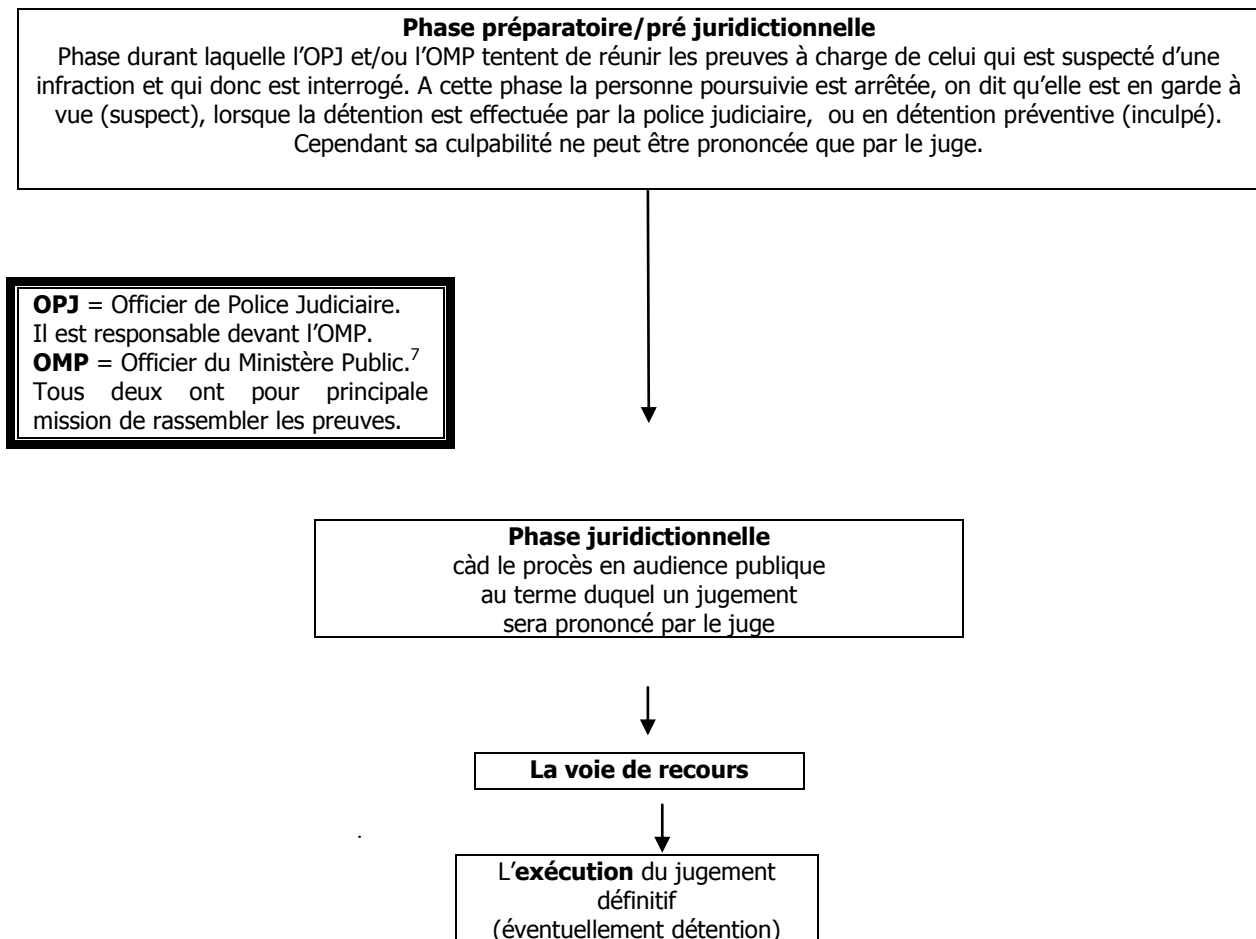 Phase préparatoire/pré juridictionnelle
Phase durant laquelle l’OPJ et/ou l’OMP tentent de réunir les preuves à charge de celui qui est suspecté d’une
infraction et qui donc est interrogé. A cette phase la personne poursuivie est arrêtée, on dit qu’elle est en garde à
vue (suspect), lorsque la détention est effectuée par la police judiciaire, ou en détention préventive (inculpé).
Cependant sa culpabilité ne peut être prononcée que par le juge.
OPJ = Officier de Police Judiciaire.
Il est responsable devant l’OMP.
OMP = Officier du Ministère Public.7
Tous deux ont pour principale
mission de rassembler les preuves.
Phase juridictionnelle
càd le procès en audience publique
au terme duquel un jugement
sera prononcé par le juge
La voie de recours
.
L’exécution du jugement
définitif
(éventuellement détention)